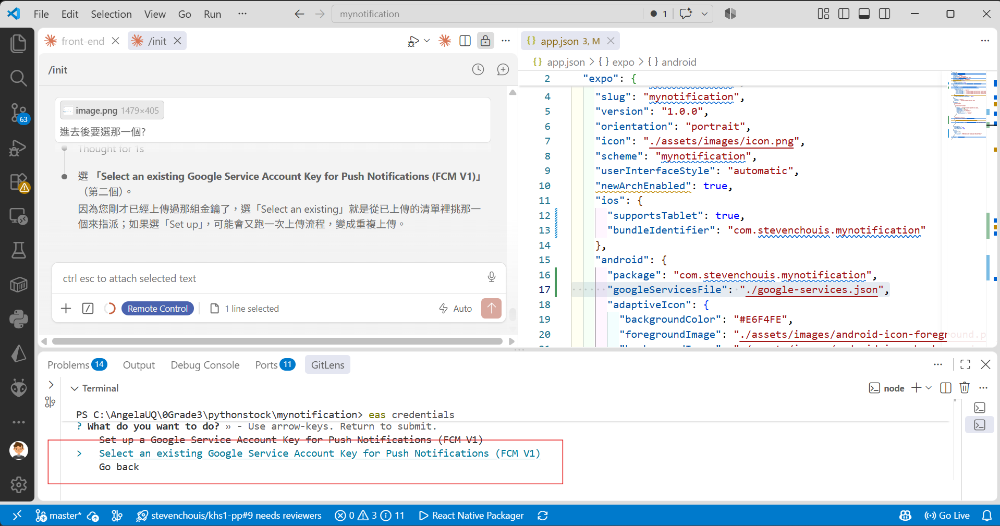 File Edit Selection View Go Run ···
mynotification
1
front-end
/init
/init
image.png 1479×405
進去後要選那一個?
Thought for 1s
選 「Select an existing Google Service Account Key for Push Notifications (FCM V1)」
（第二個）。
因為您剛才已經上傳過那組金鑰了，選「Select an existing」就是從已上傳的清單裡挑那一
個來指派；如果選「Set up」，可能會又跑一次上傳流程，變成重複上傳。
ctrl esc to attach selected text
Remote Control
1 line selected
Auto
app.json 3, M
{} app.json > { } expo > { } android
2 "expo": {
4 "slug": "mynotification",
5 "version": "1.0.0",
6 "orientation": "portrait",
7 "icon": "./assets/images/icon.png",
8 "scheme": "mynotification",
9 "userInterfaceStyle": "automatic",
10 "newArchEnabled": true,
11 "ios": {
12 "supportsTablet": true,
13 "bundleIdentifier": "com.stevenchouis.mynotification"
14 },
15 "android": {
16 "package": "com.stevenchouis.mynotification",
17 "googleServicesFile": "./google-services.json",
18 "adaptiveIcon": {
19 "backgroundColor": "#E6F4FE",
20 "foregroundImage": "./assets/images/android-icon-foreground.p
63
Problems 14 Output Debug Console Ports 11 GitLens
Terminal
node
PS C:\AngelaUQ\0Grade3\pythonstock\mynotification> eas credentials
? What do you want to do? » - Use arrow-keys. Return to submit.
Set up a Google Service Account Key for Push Notifications (FCM V1)
> Select an existing Google Service Account Key for Push Notifications (FCM V1)
Go back
master* stevenchouis/khs1-pp#9 needs reviewers 0 3 11 React Native Packager
Go Live